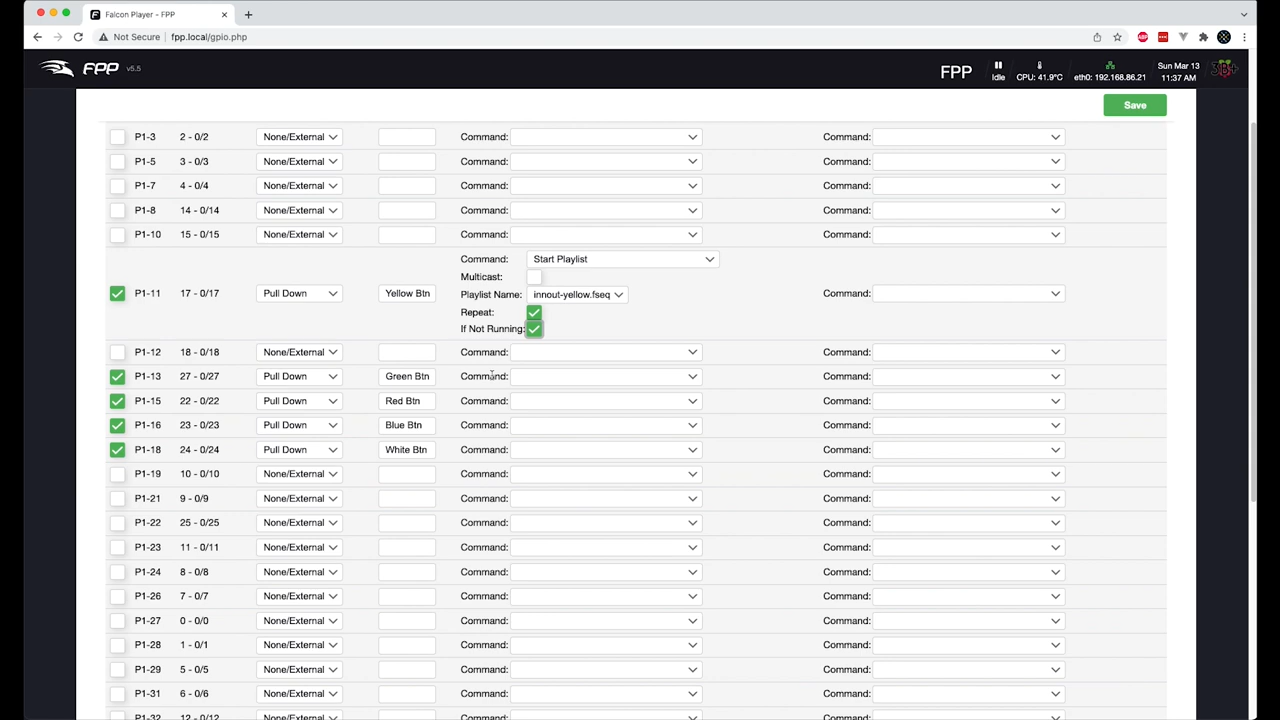 Falcon Player - FPP
Not Secure fpp.local/gpio.php
FPP v5.5 FPP Idle CPU: 41.9°C eth0: 192.168.86.21 Sun Mar 13 11:37 AM 3B+
Save
P1-3 2 - 0/2 None/External Command: Command:
P1-5 3 - 0/3 None/External Command: Command:
P1-7 4 - 0/4 None/External Command: Command:
P1-8 14 - 0/14 None/External Command: Command:
P1-10 15 - 0/15 None/External Command: Command:
Command: Start Playlist
Multicast:
P1-11 17 - 0/17 Pull Down Yellow Btn Playlist Name: innout-yellow.fseq Command:
Repeat:
If Not Running:
P1-12 18 - 0/18 None/External Command: Command:
P1-13 27 - 0/27 Pull Down Green Btn Command: Command:
P1-15 22 - 0/22 Pull Down Red Btn Command: Command:
P1-16 23 - 0/23 Pull Down Blue Btn Command: Command:
P1-18 24 - 0/24 Pull Down White Btn Command: Command:
P1-19 10 - 0/10 None/External Command: Command:
P1-21 9 - 0/9 None/External Command: Command:
P1-22 25 - 0/25 None/External Command: Command:
P1-23 11 - 0/11 None/External Command: Command:
P1-24 8 - 0/8 None/External Command: Command:
P1-26 7 - 0/7 None/External Command: Command:
P1-27 0 - 0/0 None/External Command: Command:
P1-28 1 - 0/1 None/External Command: Command:
P1-29 5 - 0/5 None/External Command: Command:
P1-31 6 - 0/6 None/External Command: Command:
P1-32 12 - 0/12 None/External Command: Command: